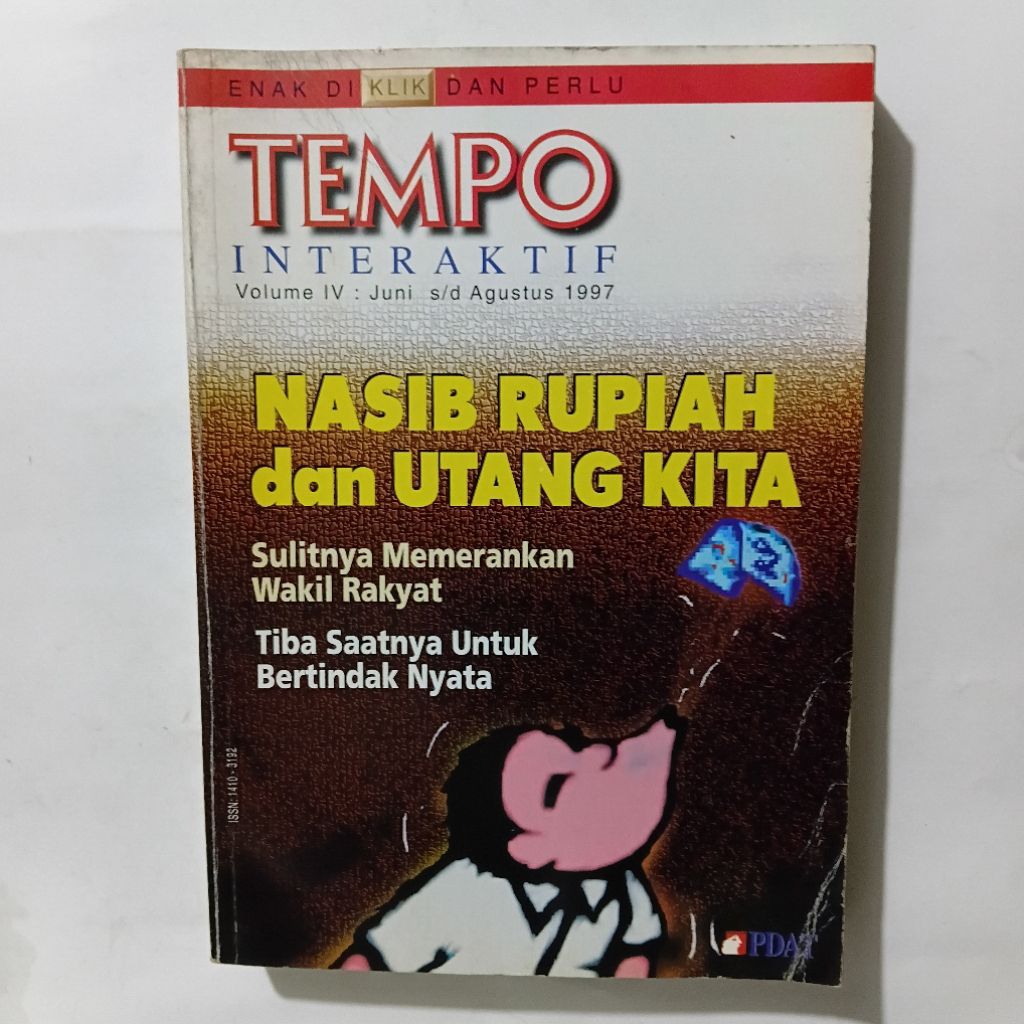 ENAK DI KLIK DAN PERLU
TEMPO
INTERAKTIF
Volume IV : Juni s/d Agustus 1997
NASIB RUPIAH
dan UTANG KITA
Sulitnya Memerankan
Wakil Rakyat
Tiba Saatnya Untuk
Bertindak Nyata
ISSN: 1410 - 3192
PDAT